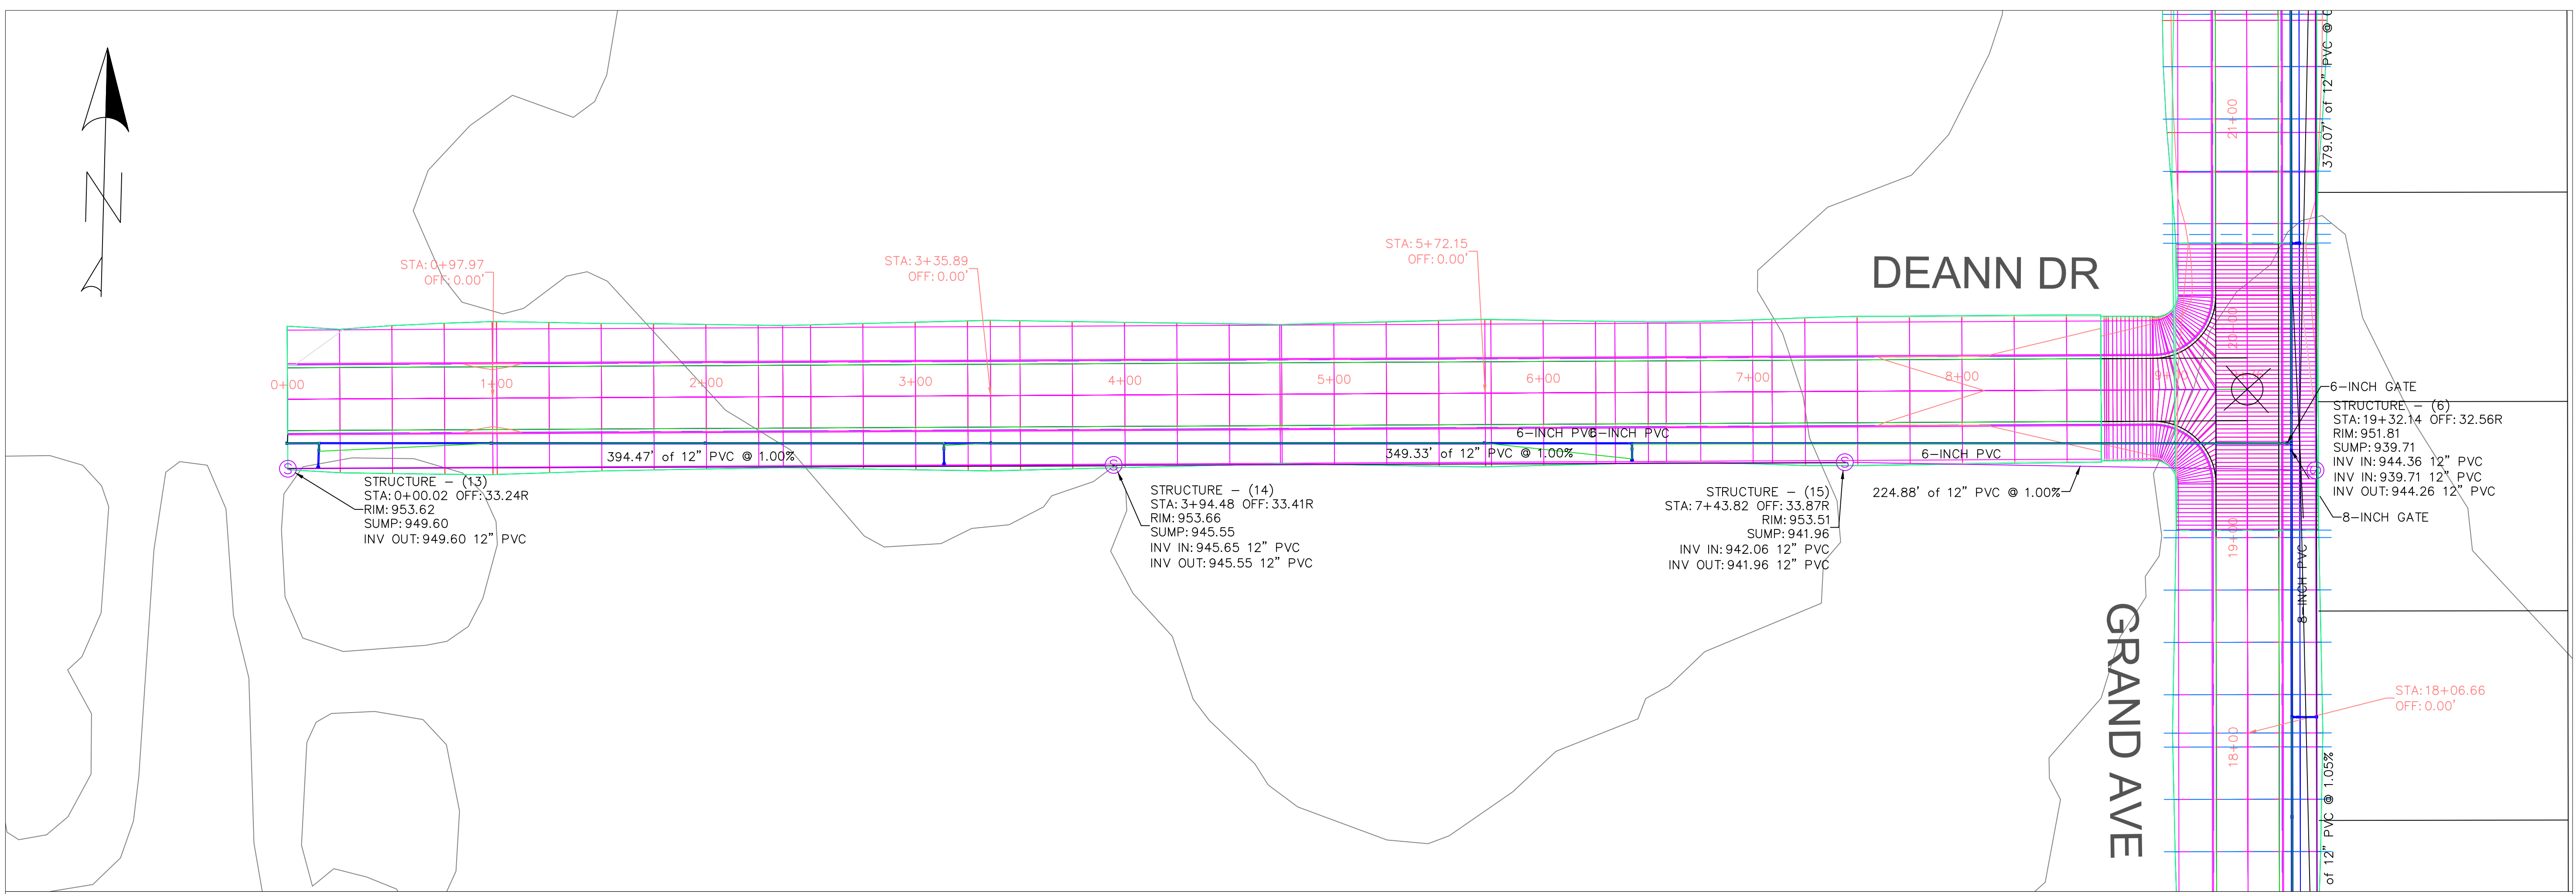 N
379.07' of 12" PVC @
21+00
STA: 5+72.15
OFF: 0.00'
STA: 3+35.89
OFF: 0.00'
STA: 0+97.97
OFF: 0.00'
DEANN DR
20+00
0+00
1+00
2+00
3+00
4+00
5+00
6+00
7+00
8+00
9+
6-INCH GATE
STRUCTURE - (6)
STA: 19+32.14 OFF: 32.56R
RIM: 951.81
SUMP: 939.71
INV IN: 944.36 12" PVC
INV IN: 939.71 12" PVC
INV OUT: 944.26 12" PVC
8-INCH GATE
6-INCH PVC
6-INCH PVC
394.47' of 12" PVC @ 1.00%
349.33' of 12" PVC @ 1.00%
6-INCH PVC
STRUCTURE - (13)
STA: 0+00.02 OFF: 33.24R
RIM: 953.62
SUMP: 949.60
INV OUT: 949.60 12" PVC
STRUCTURE - (14)
STA: 3+94.48 OFF: 33.41R
RIM: 953.66
SUMP: 945.55
INV IN: 945.65 12" PVC
INV OUT: 945.55 12" PVC
STRUCTURE - (15)
STA: 7+43.82 OFF: 33.87R
RIM: 953.51
SUMP: 941.96
INV IN: 942.06 12" PVC
INV OUT: 941.96 12" PVC
224.88' of 12" PVC @ 1.00%
S
S
S
S
19+00
8-INCH PVC
GRAND AVE
STA: 18+06.66
OFF: 0.00'
18+00
of 12" PVC @ 1.05%